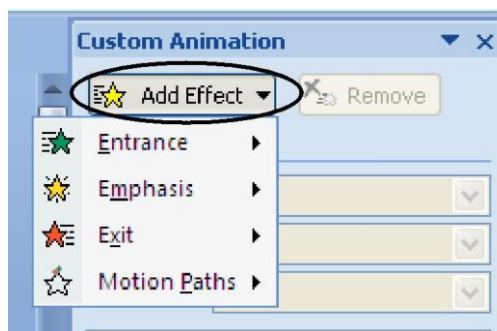 Custom Animation
Add Effect
Remove
Entrance
Emphasis
Exit
Motion Paths